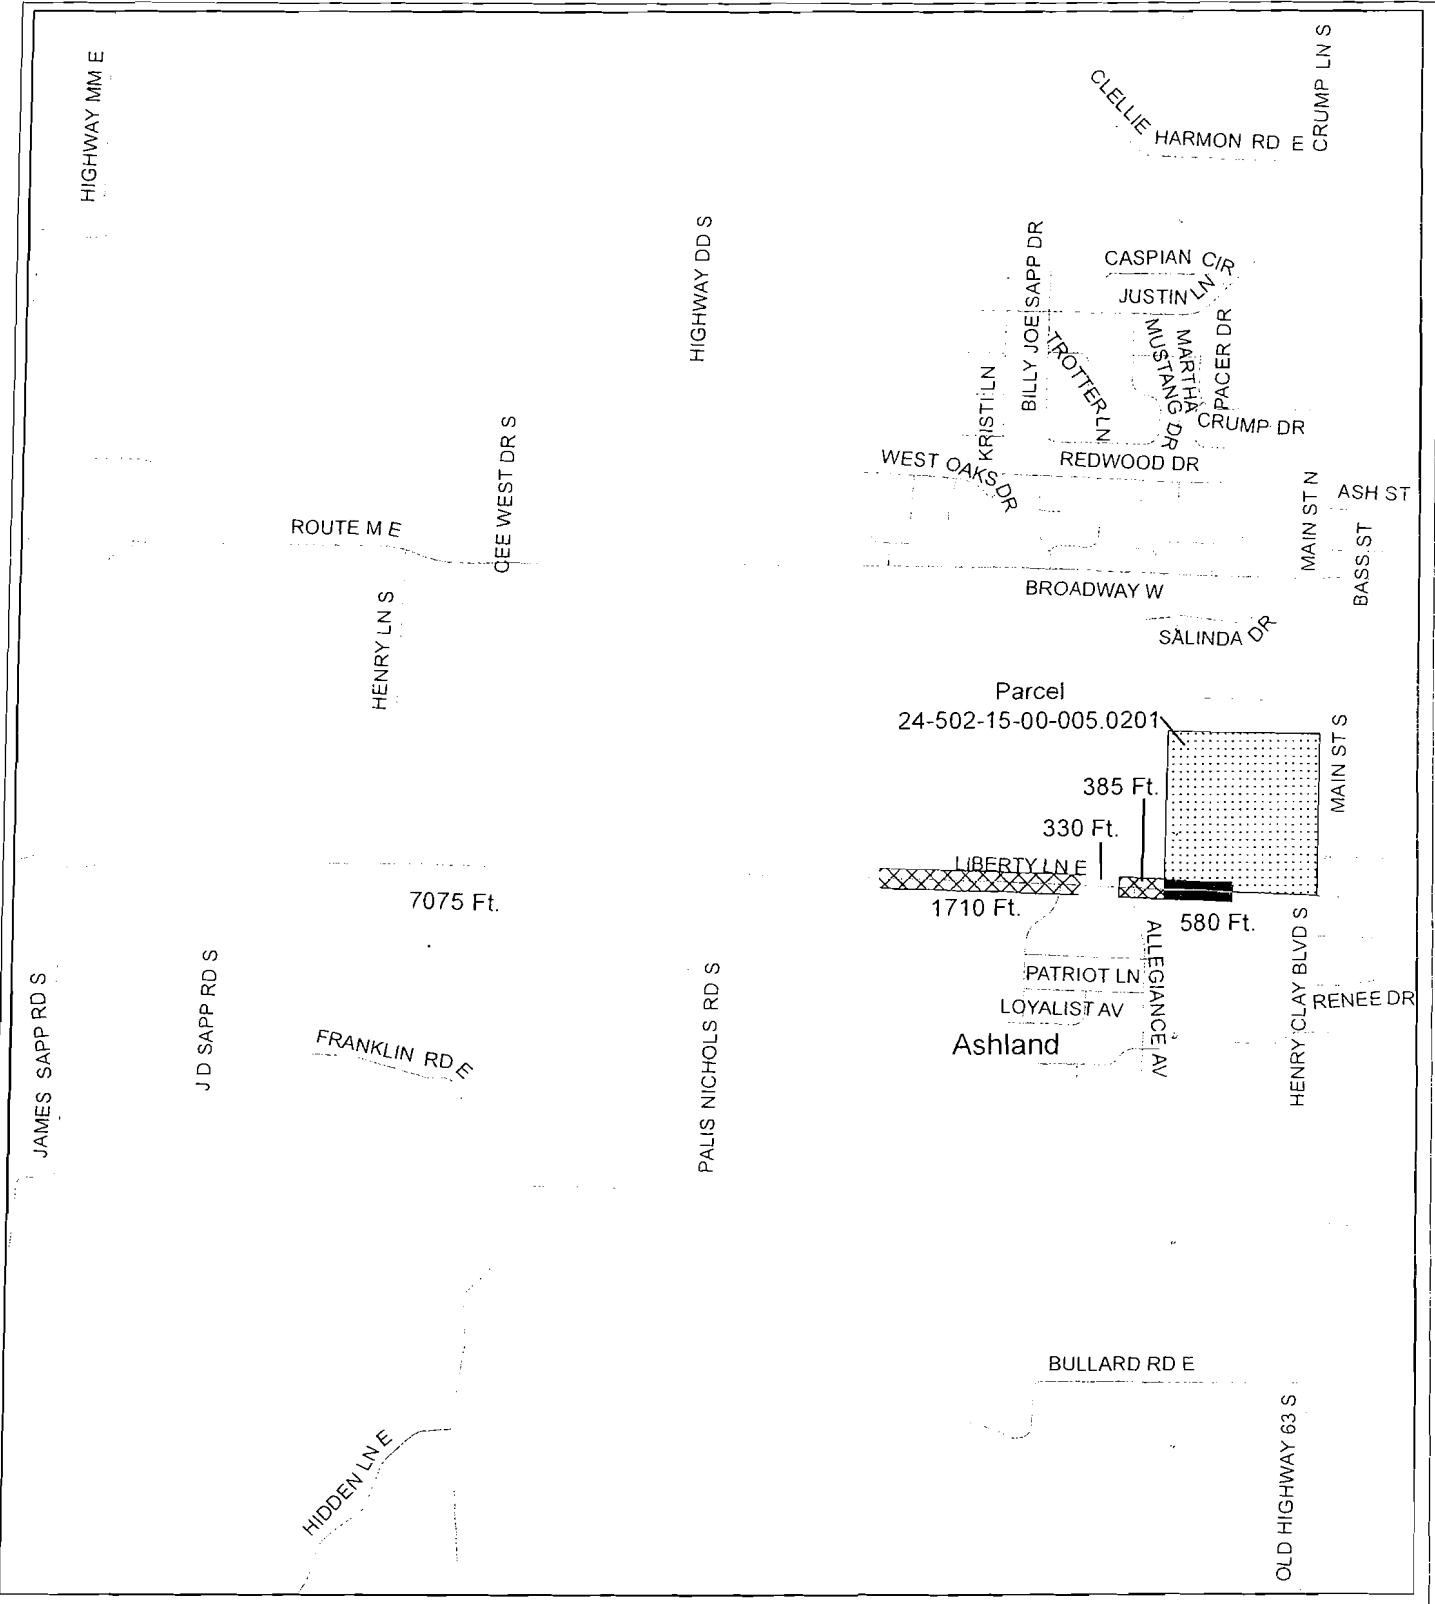 HIGHWAY MM E
CLELLIE
HARMON RD E
CRUMP LN S
HIGHWAY DD S
BILLY JOE SAPP DR
CASPIAN CIR
JUSTIN LN
TROTTER LN
MUSTANG DR
MARTHA
CRUMP DR
PACER DR
KRISTI LN
WEST OAKS DR
REDWOOD DR
MAIN ST N
ASH ST
BASS ST
CEE WEST DR S
ROUTE M E
BROADWAY W
SALINDA DR
HENRY LN S
Parcel
24-502-15-00-005.0201
MAIN ST S
385 Ft.
330 Ft.
LIBERTY LN E
7075 Ft.
1710 Ft.
580 Ft.
ALLEGIANCE AV
HENRY CLAY BLVD S
PATRIOT LN
LOYALIST AV
RENEE DR
Ashland
JAMES SAPP RD S
J D SAPP RD S
FRANKLIN RD E
PALIS NICHOLS RD S
BULLARD RD E
HIDDEN LN E
OLD HIGHWAY 63 S